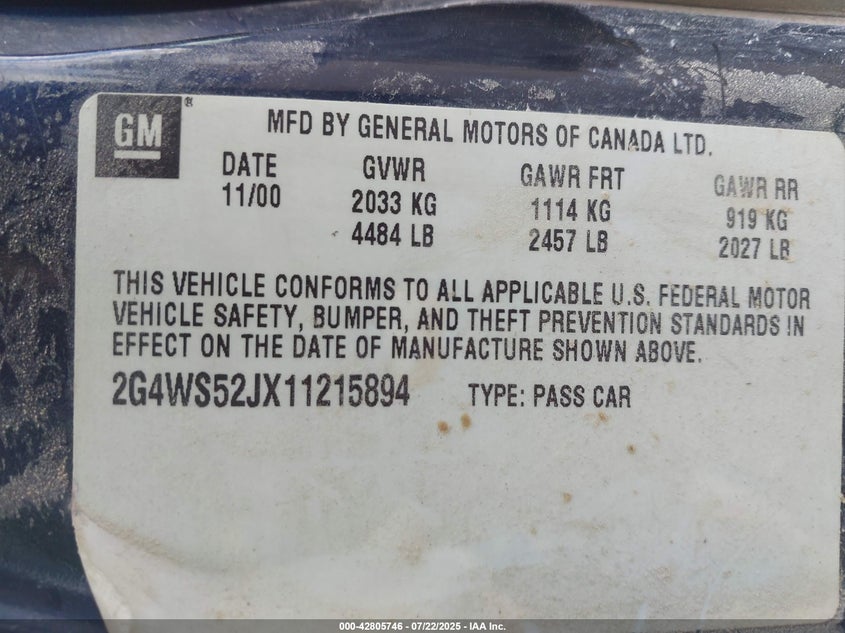 GM®
MFD BY GENERAL MOTORS OF CANADA LTD.
DATE GVWR GAWR FRT GAWR RR
11/00 2033 KG 1114 KG 919 KG
4484 LB 2457 LB 2027 LB
THIS VEHICLE CONFORMS TO ALL APPLICABLE U.S. FEDERAL MOTOR
VEHICLE SAFETY, BUMPER, AND THEFT PREVENTION STANDARDS IN
EFFECT ON THE DATE OF MANUFACTURE SHOWN ABOVE.
2G4WS52JX11215894 TYPE: PASS CAR
000-42805746 - 07/22/2025 - IAA Inc.